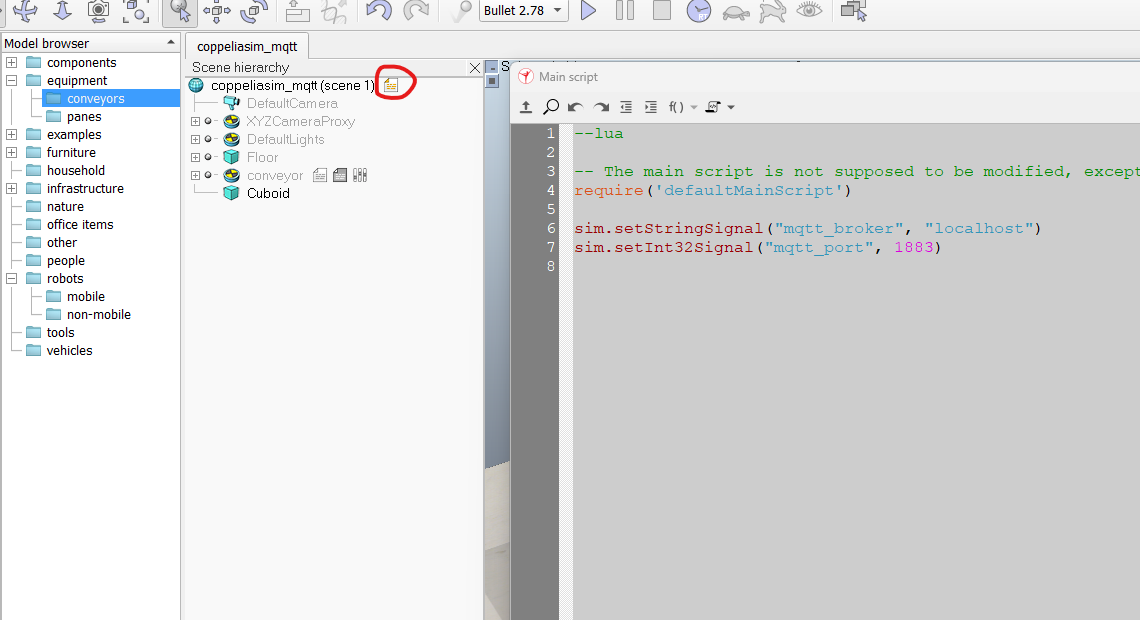 Bullet 2.78
Model browser
components
equipment
conveyors
panes
examples
furniture
household
infrastructure
nature
office items
other
people
robots
mobile
non-mobile
tools
vehicles
coppeliasim_mqtt
Scene hierarchy
coppeliasim_mqtt (scene 1)
DefaultCamera
XYZCameraProxy
DefaultLights
Floor
conveyor
Cuboid
Main script
f()
1 --lua
2
3 -- The main script is not supposed to be modified, except
4 require('defaultMainScript')
5
6 sim.setStringSignal("mqtt_broker", "localhost")
7 sim.setInt32Signal("mqtt_port", 1883)
8